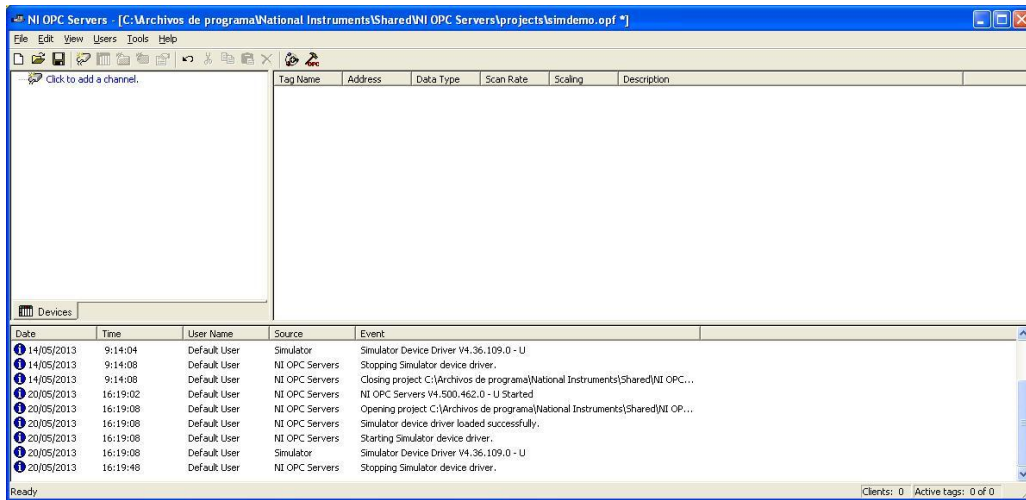 NI OPC Servers - [C:\Archivos de programa\National Instruments\Shared\NI OPC Servers\projects\simdemo.opf *]
File Edit View Users Tools Help
Click to add a channel.
Tag Name Address Data Type Scan Rate Scaling Description
Devices
Date Time User Name Source Event
14/05/2013 9:14:04 Default User Simulator Simulator Device Driver V4.36.109.0 - U
14/05/2013 9:14:08 Default User NI OPC Servers Stopping Simulator device driver.
14/05/2013 9:14:08 Default User NI OPC Servers Closing project C:\Archivos de programa\National Instruments\Shared\NI OPC...
20/05/2013 16:19:02 Default User NI OPC Servers NI OPC Servers V4.500.462.0 - U Started
20/05/2013 16:19:08 Default User NI OPC Servers Opening project C:\Archivos de programa\National Instruments\Shared\NI OP...
20/05/2013 16:19:08 Default User NI OPC Servers Simulator device driver loaded successfully.
20/05/2013 16:19:08 Default User NI OPC Servers Starting Simulator device driver.
20/05/2013 16:19:08 Default User Simulator Simulator Device Driver V4.36.109.0 - U
20/05/2013 16:19:48 Default User NI OPC Servers Stopping Simulator device driver.
Ready Clients: 0 Active tags: 0 of 0